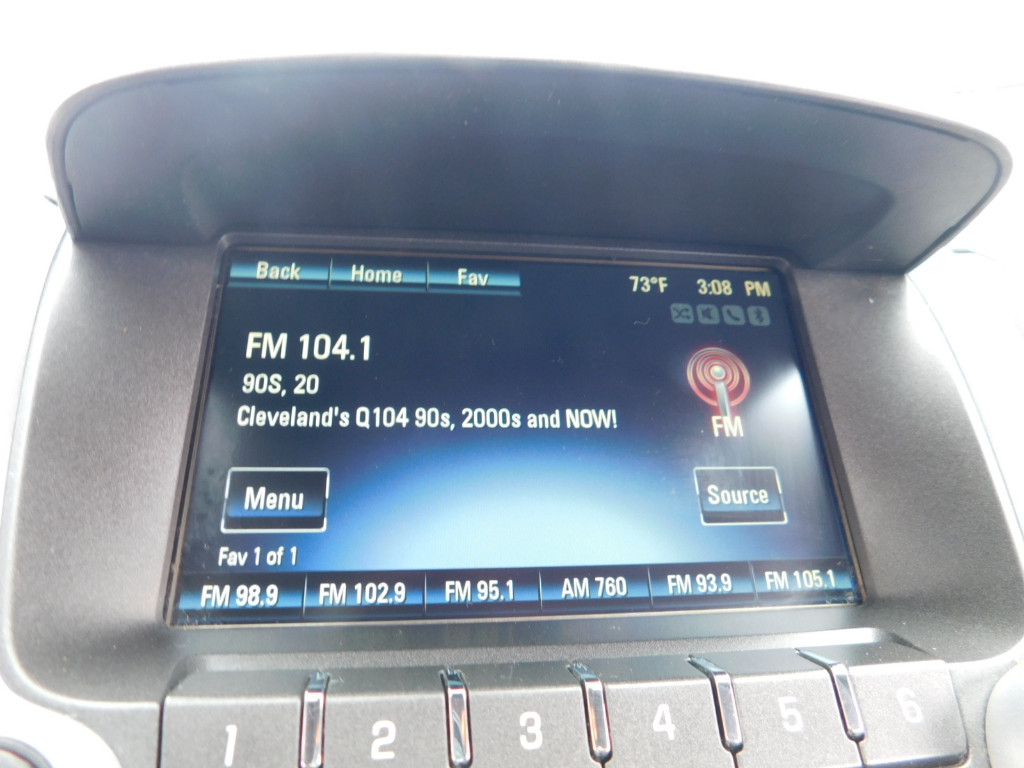 Back Home Fav 73°F 3:08 PM
FM 104.1
90S, 20
Cleveland's Q104 90s, 2000s and NOW!
FM
Menu Source
Fav 1 of 1
FM 98.9 FM 102.9 FM 95.1 AM 760 FM 93.9 FM 105.1
1 2 3 4 5 6